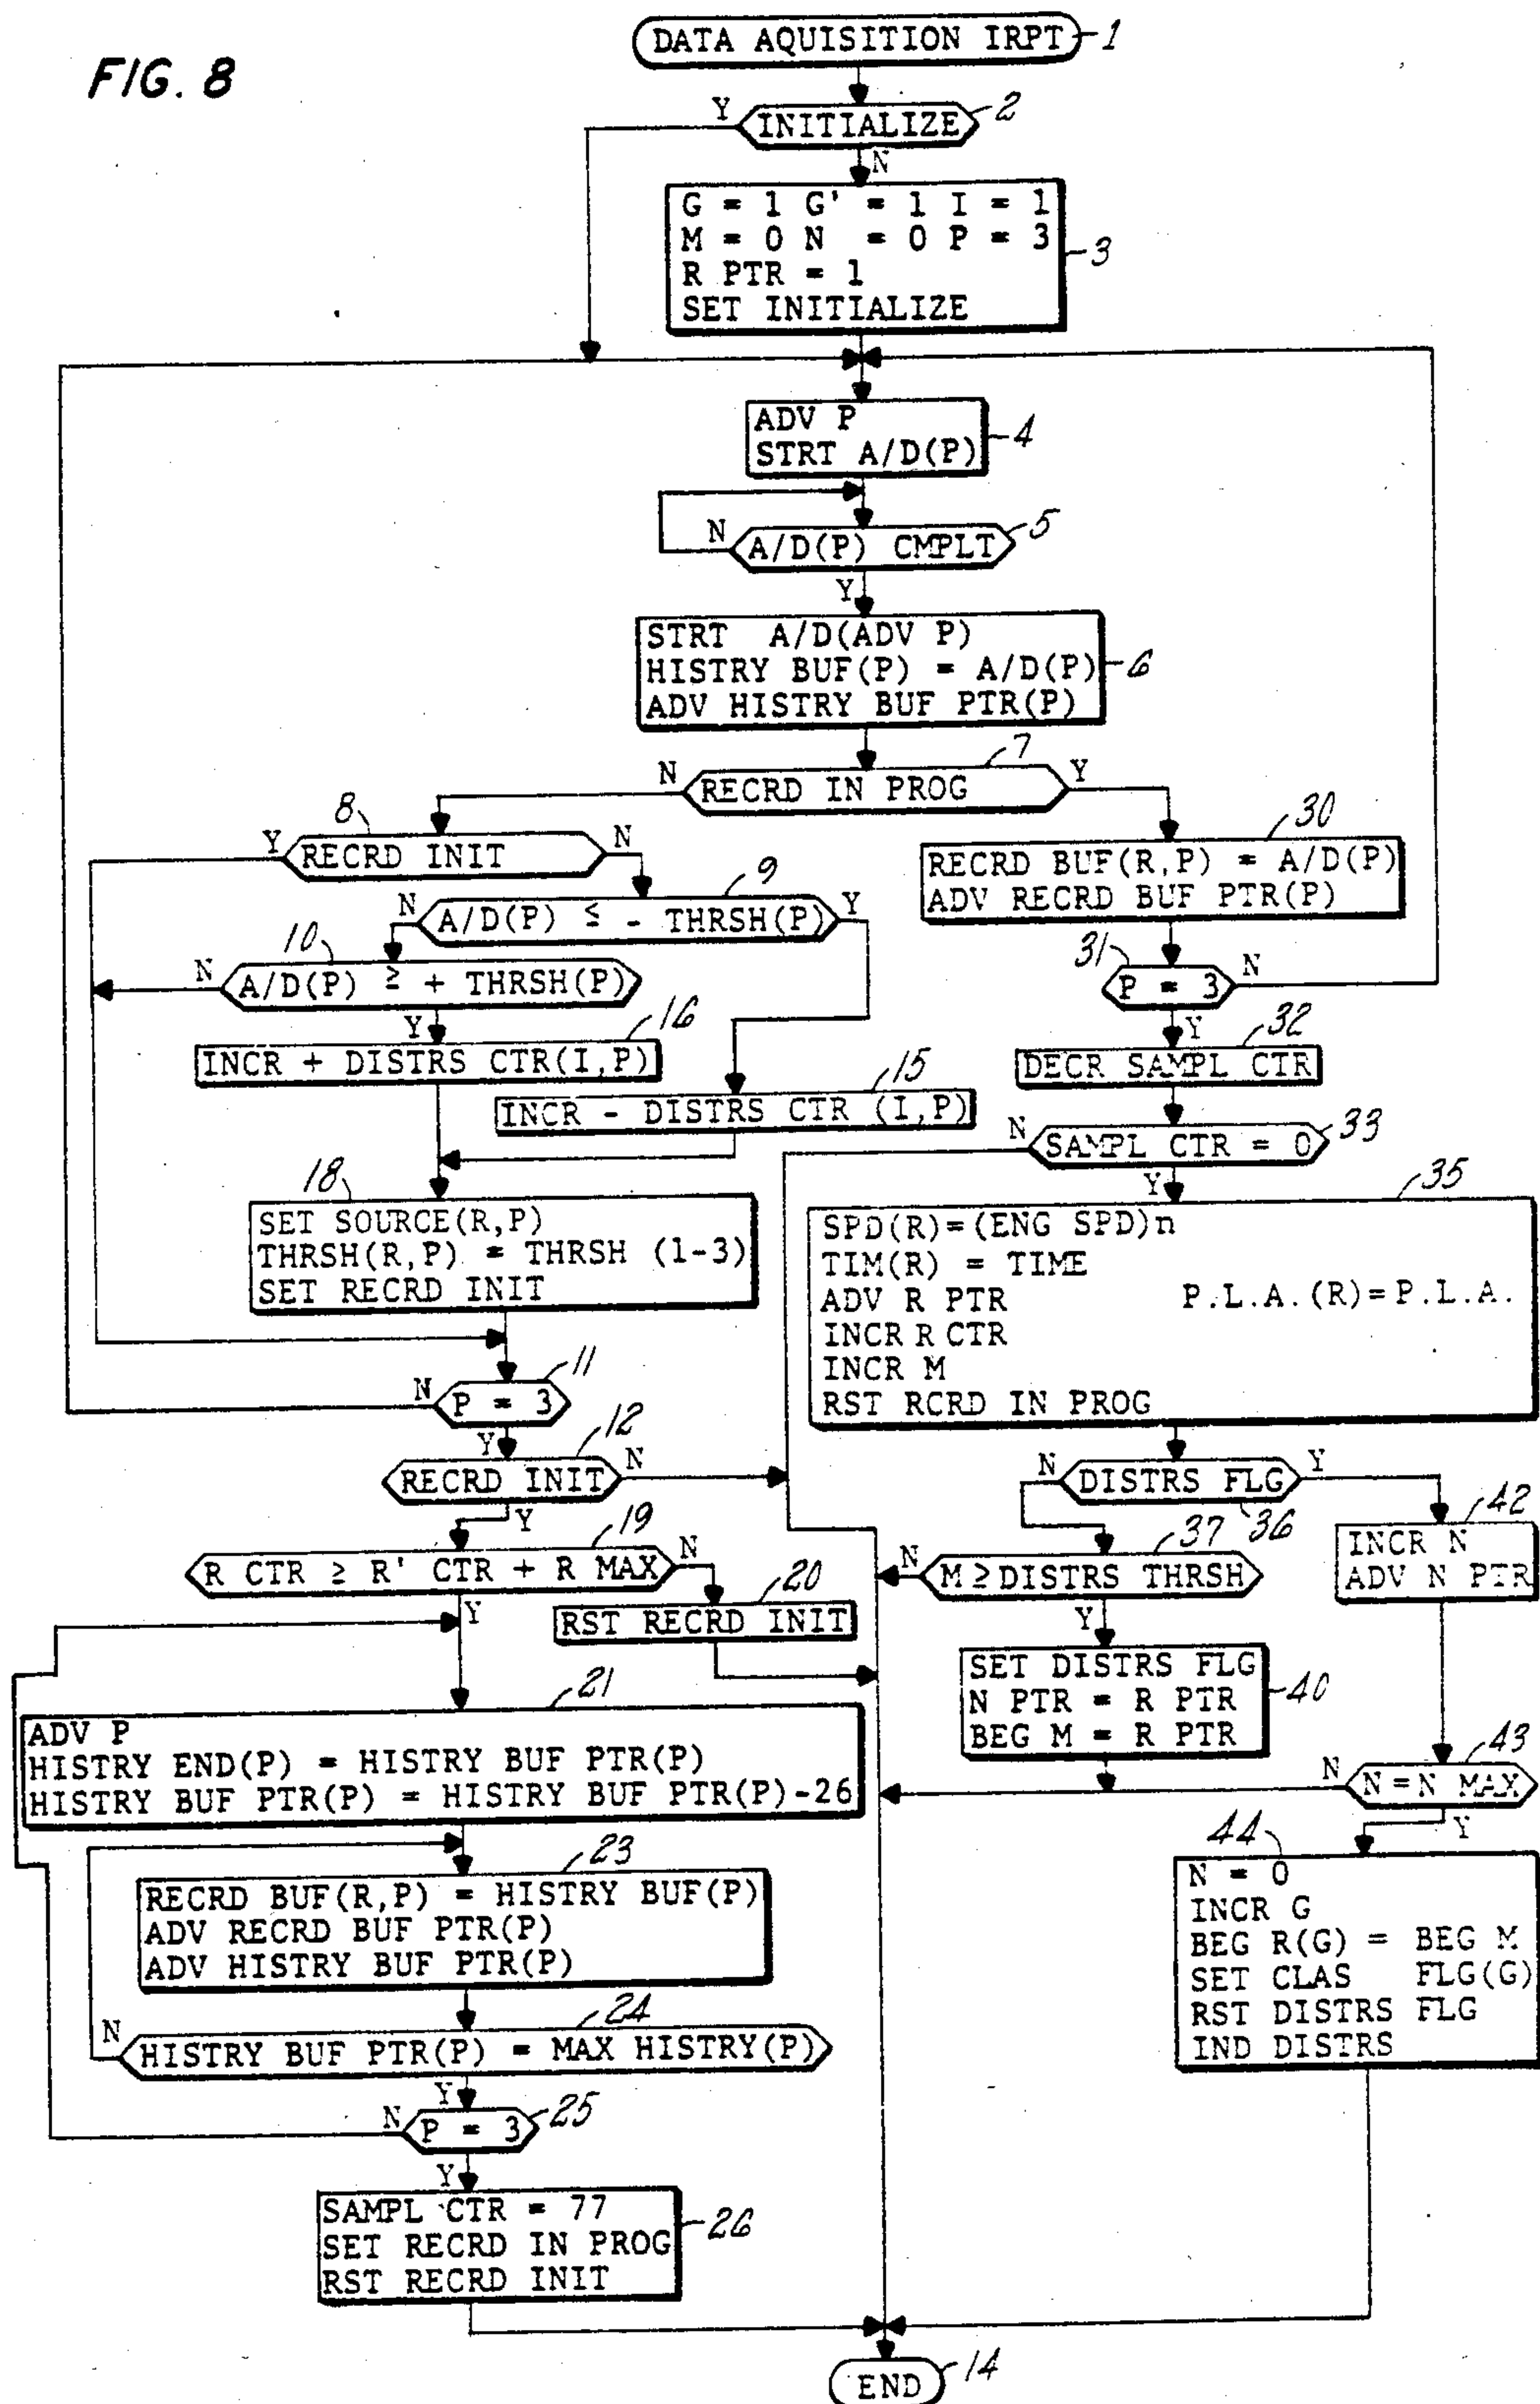 FIG. 8
DATA AQUISITION IRPT 1
Y INITIALIZE 2
N
G = 1 G' = 1 I = 1
M = 0 N = 0 P = 3
R PTR = 1
SET INITIALIZE
3
ADV P
STRT A/D(P)
4
N A/D(P) CMPLT 5
Y
STRT A/D(ADV P)
HISTRY BUF(P) = A/D(P)
ADV HISTRY BUF PTR(P)
6
N RECRD IN PROG Y 7
Y RECRD INIT N 8
N A/D(P) ≤ - THRSH(P) Y 9
N A/D(P) ≥ + THRSH(P) 10
Y
INCR + DISTRS CTR(I,P) 16
INCR - DISTRS CTR (I,P) 15
18
SET SOURCE(R,P)
THRSH(R,P) = THRSH (1-3)
SET RECRD INIT
N P = 3 11
Y
RECRD INIT N 12
Y
R CTR ≥ R' CTR + R MAX N 19
Y
RST RECRD INIT 20
21
ADV P
HISTRY END(P) = HISTRY BUF PTR(P)
HISTRY BUF PTR(P) = HISTRY BUF PTR(P)-26
23
RECRD BUF(R,P) = HISTRY BUF(P)
ADV RECRD BUF PTR(P)
ADV HISTRY BUF PTR(P)
24
N HISTRY BUF PTR(P) = MAX HISTRY(P)
Y
N P = 3 25
Y
SAMPL CTR = 77
SET RECRD IN PROG
RST RECRD INIT
26
30
RECRD BUF(R,P) = A/D(P)
ADV RECRD BUF PTR(P)
31
P = 3 N
Y
32
DECR SAMPL CTR
N SAMPL CTR = 0 33
Y
35
SPD(R)=(ENG SPD)n
TIM(R) = TIME
ADV R PTR P.L.A.(R)=P.L.A.
INCR R CTR
INCR M
RST RCRD IN PROG
N DISTRS FLG Y
36
37
N M ≥ DISTRS THRSH
Y
SET DISTRS FLG
N PTR = R PTR
BEG M = R PTR
40
42
INCR N
ADV N PTR
43
N N = N MAX
Y
44
N = 0
INCR G
BEG R(G) = BEG M
SET CLAS FLG(G)
RST DISTRS FLG
IND DISTRS
END 14